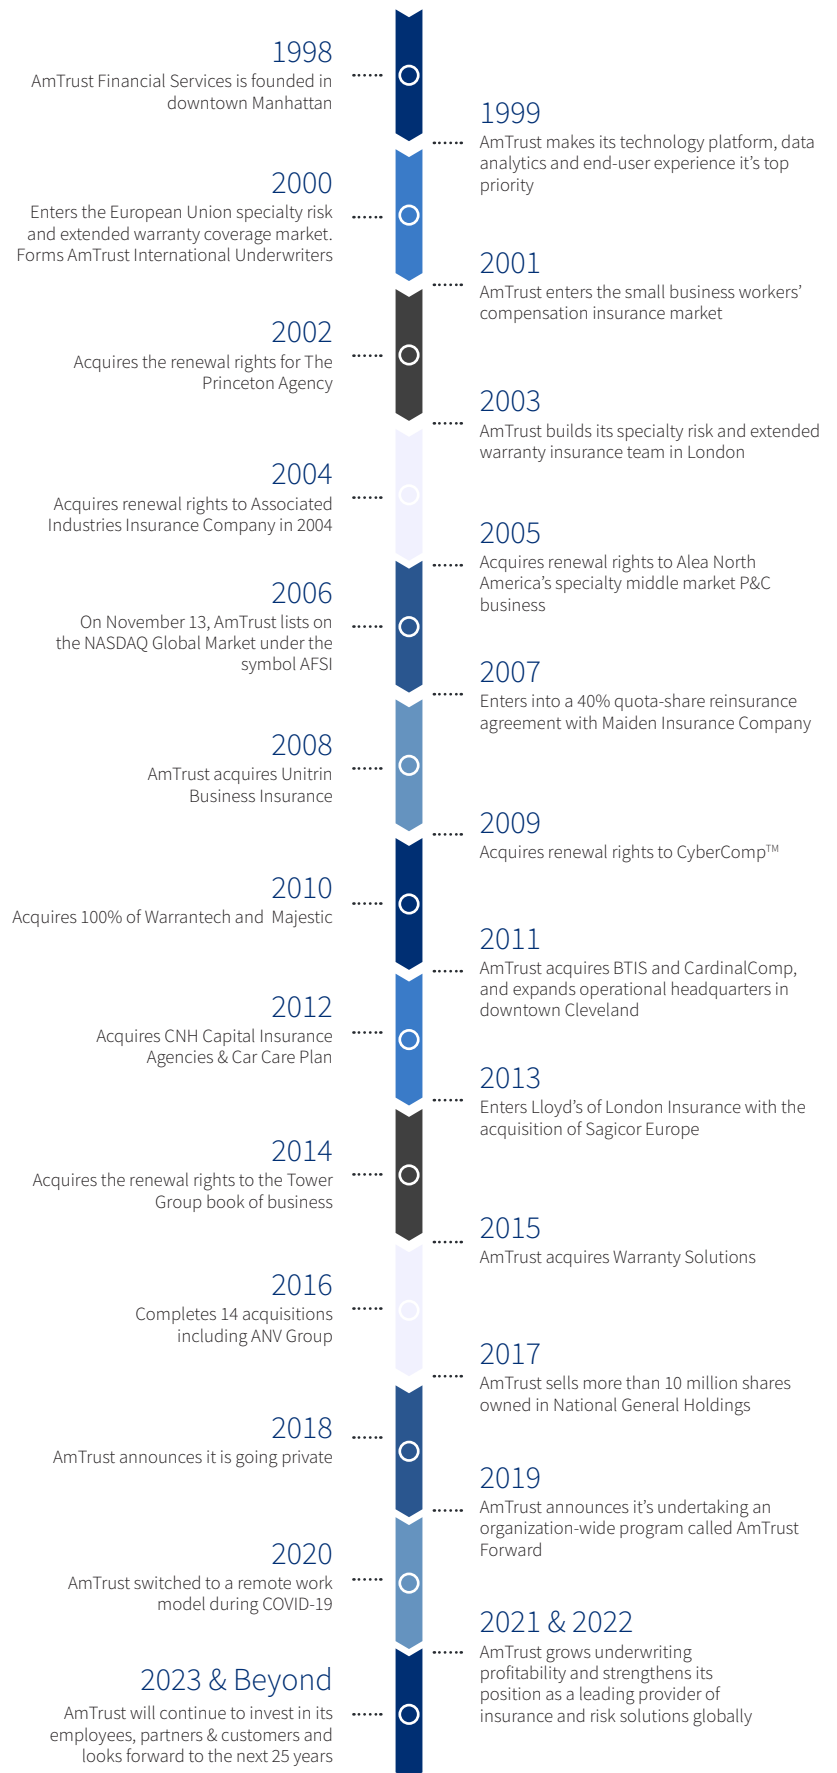 1998
AmTrust Financial Services is founded in
downtown Manhattan
1999
AmTrust makes its technology platform, data
analytics and end-user experience it's top
priority
2000
Enters the European Union specialty risk
and extended warranty coverage market.
Forms AmTrust International Underwriters
2001
AmTrust enters the small business workers'
compensation insurance market
2002
Acquires the renewal rights for The
Princeton Agency
2003
AmTrust builds its specialty risk and extended
warranty insurance team in London
2004
Acquires renewal rights to Associated
Industries Insurance Company in 2004
2005
Acquires renewal rights to Alea North
America's specialty middle market P&C
business
2006
On November 13, AmTrust lists on
the NASDAQ Global Market under the
symbol AFSI
2007
Enters into a 40% quota-share reinsurance
agreement with Maiden Insurance Company
2008
AmTrust acquires Unitrin
Business Insurance
2009
Acquires renewal rights to CyberComp™
2010
Acquires 100% of Warrantech and Majestic
2011
AmTrust acquires BTIS and CardinalComp,
and expands operational headquarters in
downtown Cleveland
2012
Acquires CNH Capital Insurance
Agencies & Car Care Plan
2013
Enters Lloyd's of London Insurance with the
acquisition of Sagicor Europe
2014
Acquires the renewal rights to the Tower
Group book of business
2015
AmTrust acquires Warranty Solutions
2016
Completes 14 acquisitions
including ANV Group
2017
AmTrust sells more than 10 million shares
owned in National General Holdings
2018
AmTrust announces it is going private
2019
AmTrust announces it's undertaking an
organization-wide program called AmTrust
Forward
2020
AmTrust switched to a remote work
model during COVID-19
2021 & 2022
AmTrust grows underwriting
profitability and strengthens its
position as a leading provider of
insurance and risk solutions globally
2023 & Beyond
AmTrust will continue to invest in its
employees, partners & customers and
looks forward to the next 25 years